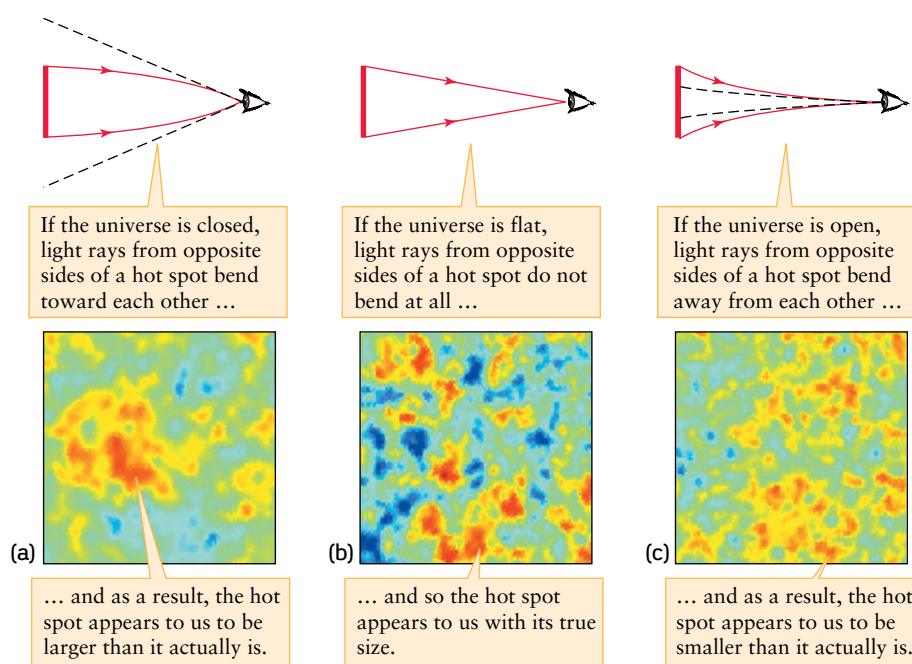 If the universe is closed,
light rays from opposite
sides of a hot spot bend
toward each other …
If the universe is flat,
light rays from opposite
sides of a hot spot do not
bend at all …
If the universe is open,
light rays from opposite
sides of a hot spot bend
away from each other …
(a)
(b)
(c)
… and as a result, the hot
spot appears to us to be
larger than it actually is.
… and so the hot spot
appears to us with its true
size.
… and as a result, the hot
spot appears to us to be
smaller than it actually is.